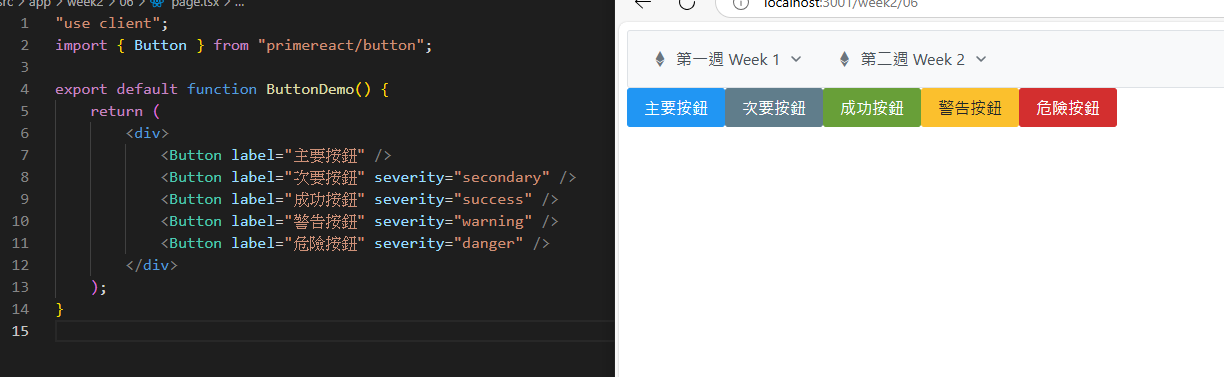 src > app > week2 > 06 > page.tsx > ...
1 "use client";
2 import { Button } from "primereact/button";
3
4 export default function ButtonDemo() {
5 return (
6 <div>
7 <Button label="主要按鈕" />
8 <Button label="次要按鈕" severity="secondary" />
9 <Button label="成功按鈕" severity="success" />
10 <Button label="警告按鈕" severity="warning" />
11 <Button label="危險按鈕" severity="danger" />
12 </div>
13 );
14 }
15
localhost:3001/week2/06
第一週 Week 1 第二週 Week 2
主要按鈕 次要按鈕 成功按鈕 警告按鈕 危險按鈕